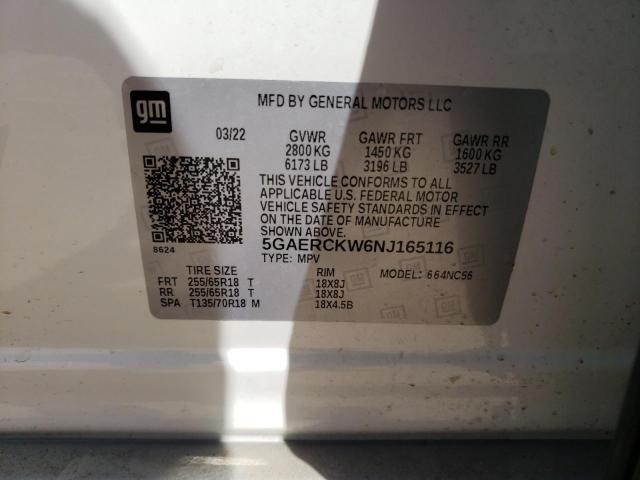 gm
MFD BY GENERAL MOTORS LLC
03/22 GVWR GAWR FRT GAWR RR
2800 KG 1450 KG 1600 KG
6173 LB 3196 LB 3527 LB
THIS VEHICLE CONFORMS TO ALL
APPLICABLE U.S. FEDERAL MOTOR
VEHICLE SAFETY STANDARDS IN EFFECT
ON THE DATE OF MANUFACTURE
SHOWN ABOVE.
8624
5GAERCKW6NJ165116
TYPE: MPV
TIRE SIZE RIM MODEL: 664NC56
FRT 255/65R18 T 18X8J
RR 255/65R18 T 18X8J
SPA T135/70R18 M 18X4.5B